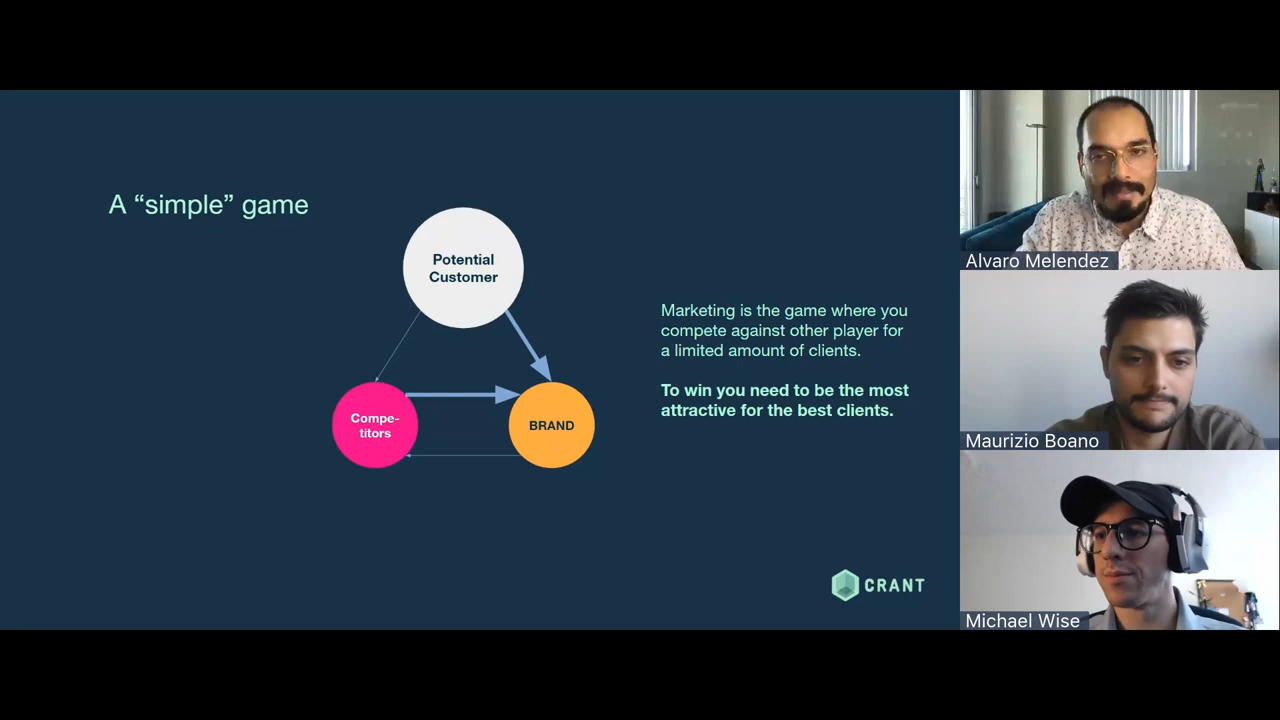 A “simple” game
Potential
Customer
Compe-
titors
BRAND
Marketing is the game where you
compete against other player for
a limited amount of clients.
To win you need to be the most
attractive for the best clients.
CRANT
Alvaro Melendez
Maurizio Boano
Michael Wise